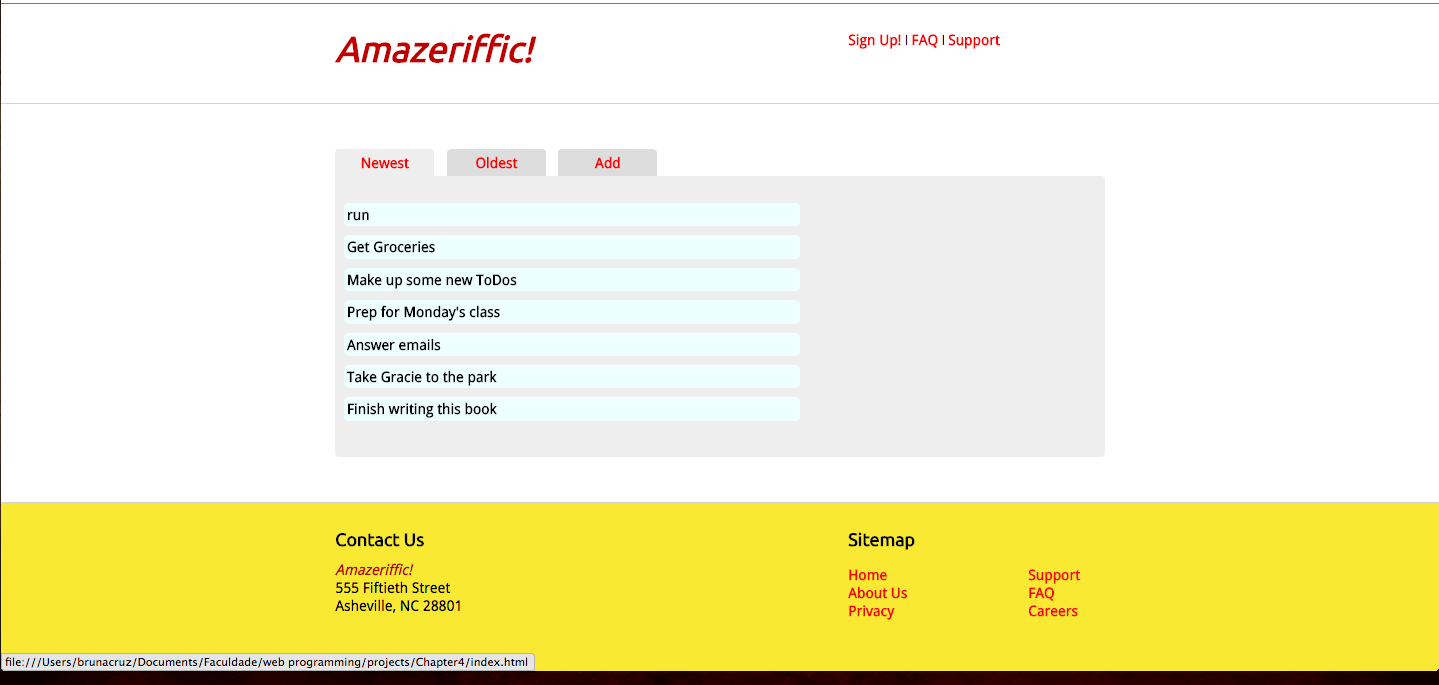 Amazeriffic!
Sign Up! | FAQ | Support
Newest Oldest Add
run
Get Groceries
Make up some new ToDos
Prep for Monday's class
Answer emails
Take Gracie to the park
Finish writing this book
Contact Us
Amazeriffic!
555 Fiftieth Street
Asheville, NC 28801
Sitemap
Home Support
About Us FAQ
Privacy Careers
file:///Users/brunacruz/Documents/Faculdade/web programming/projects/Chapter4/index.html